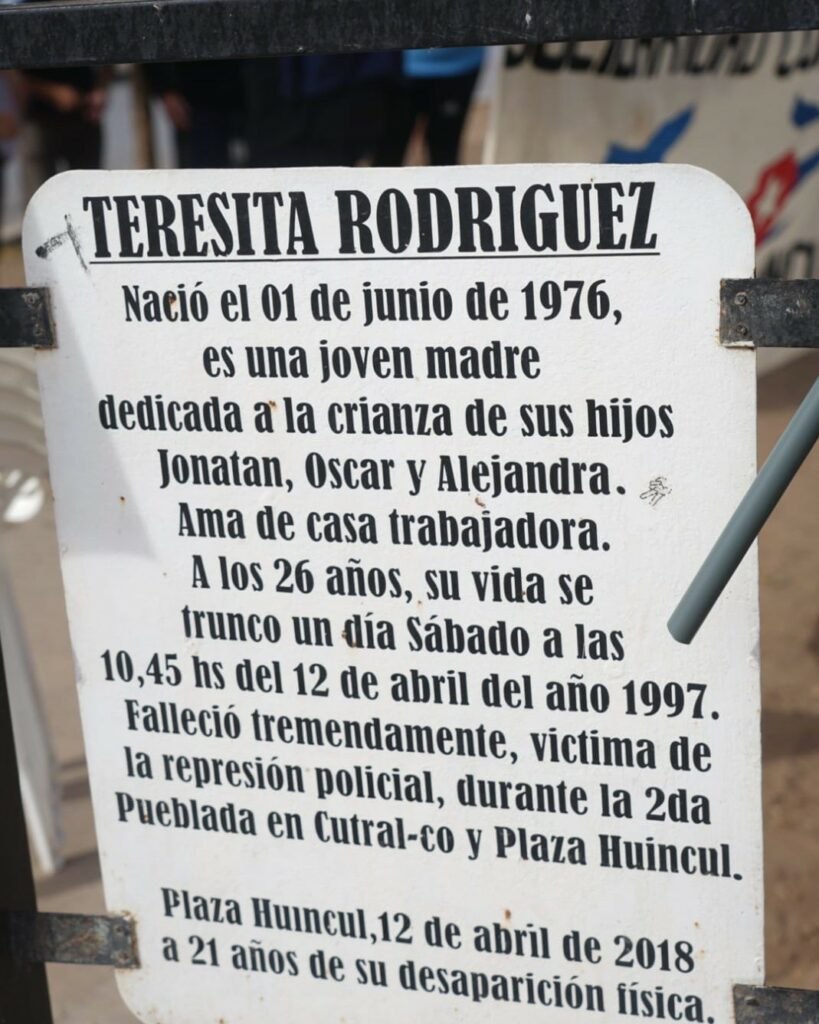 TERESITA RODRIGUEZ
Nació el 01 de junio de 1976,
es una joven madre
dedicada a la crianza de sus hijos
Jonatan, Oscar y Alejandra.
Ama de casa trabajadora.
A los 26 años, su vida se
trunco un día Sábado a las
10,45 hs del 12 de abril del año 1997.
Falleció tremendamente, victima de
la represión policial, durante la 2da
Pueblada en Cutral-co y Plaza Huincul.
Plaza Huincul,12 de abril de 2018
a 21 años de su desaparición física.